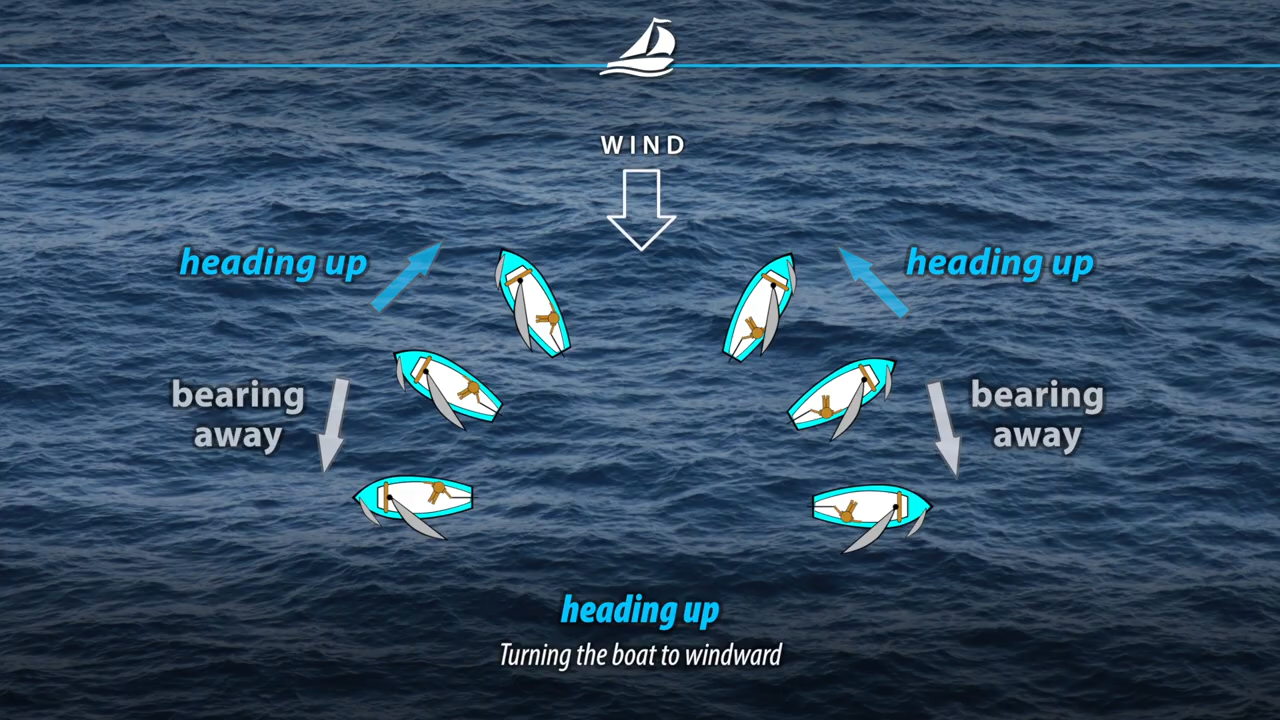 WIND
heading up
heading up
bearing
away
bearing
away
heading up
Turning the boat to windward